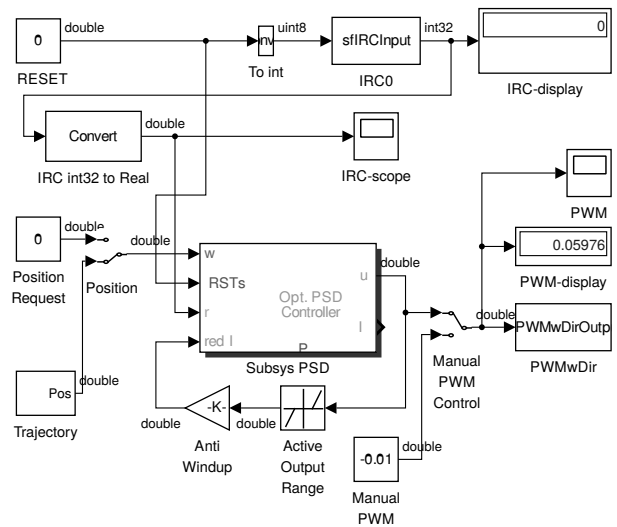 double
uint8
int32
0
RESET
nv
To int
sfIRCInput
IRC0
0
IRC-display
double
Convert
IRC int32 to Real
IRC-scope
PWM
double
double
0
Position
Request
double
Position
w
RSTs
r
red I
Opt. PSD
Controller
u
I
P
Subsys PSD
double
0.05976
PWM-display
double
PWMwDirOutp
PWMwDir
Manual
PWM
Control
Pos
double
Trajectory
double
-K-
Anti
Windup
double
Active
Output
Range
double
-0.01
Manual
PWM